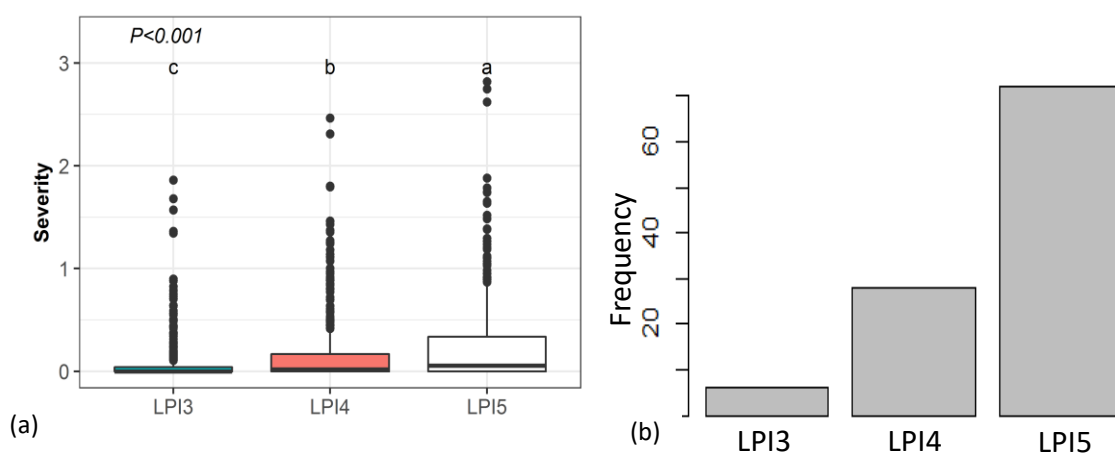 P<0.001
c b a
3
2
1
0
Severity
LPI3 LPI4 LPI5
(a)
60
40
20
Frequency
LPI3 LPI4 LPI5
(b)